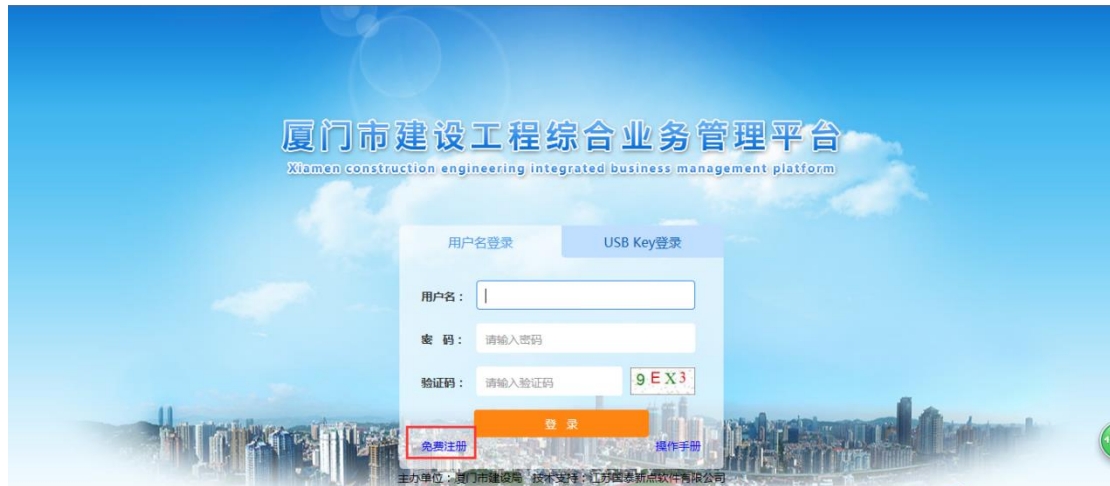 厦门市建设工程综合业务管理平台
Xiamen construction engineering integrated business management platform
用户名登录 USB Key登录
用户名：
密 码： 请输入密码
验证码： 请输入验证码 9EX3
登 录
免费注册 操作手册
主办单位：厦门市建设局 技术支持：江苏国泰新点软件有限公司